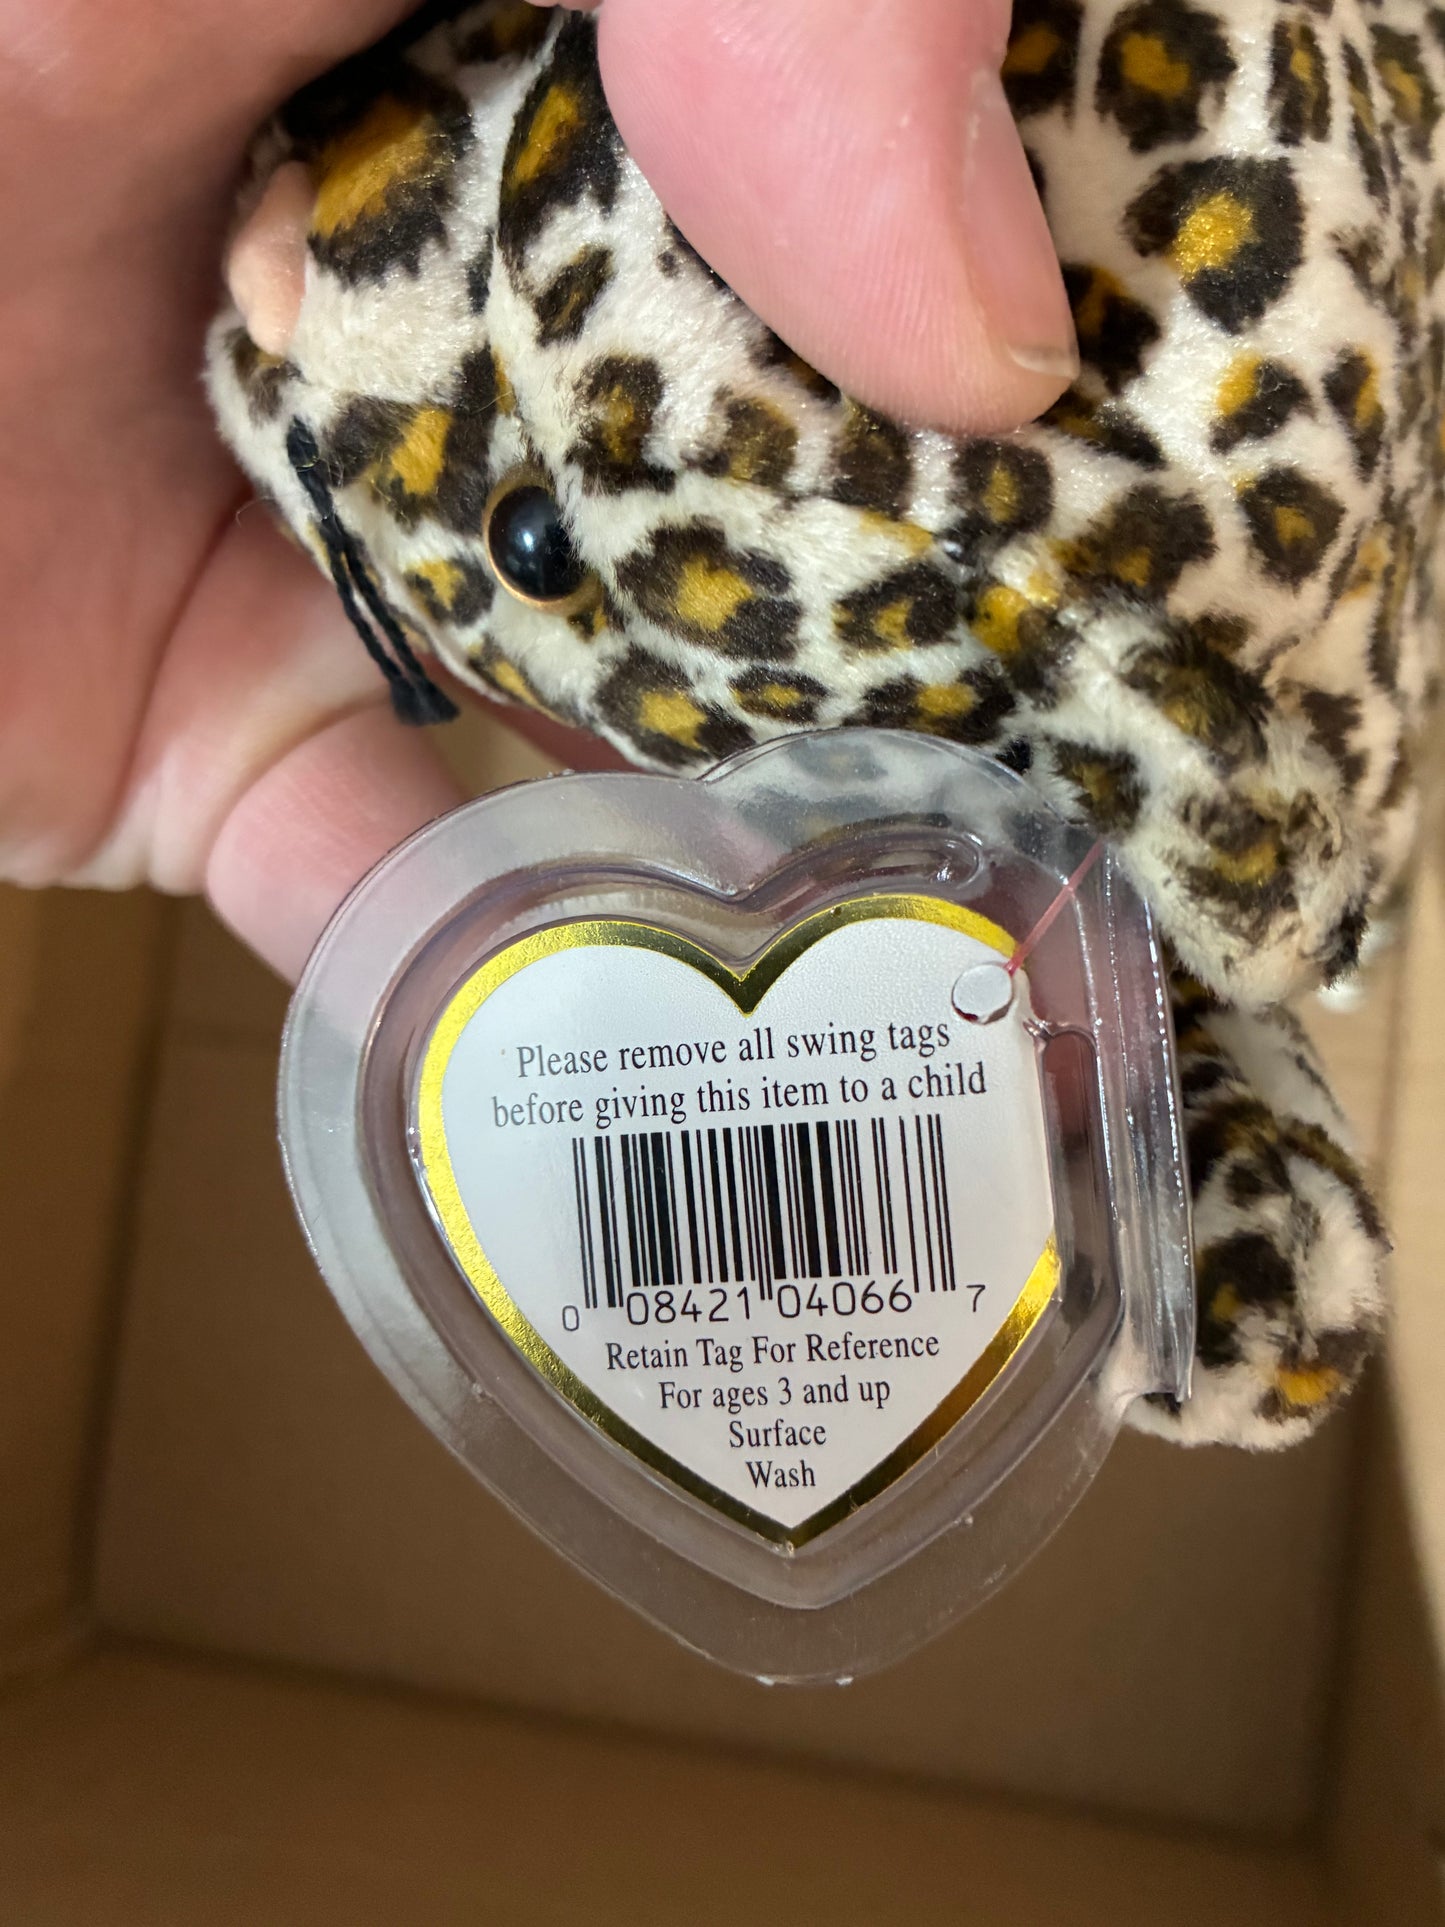 Please remove all swing tags
before giving this item to a child
0 08421 04066 7
Retain Tag For Reference
For ages 3 and up
Surface
Wash